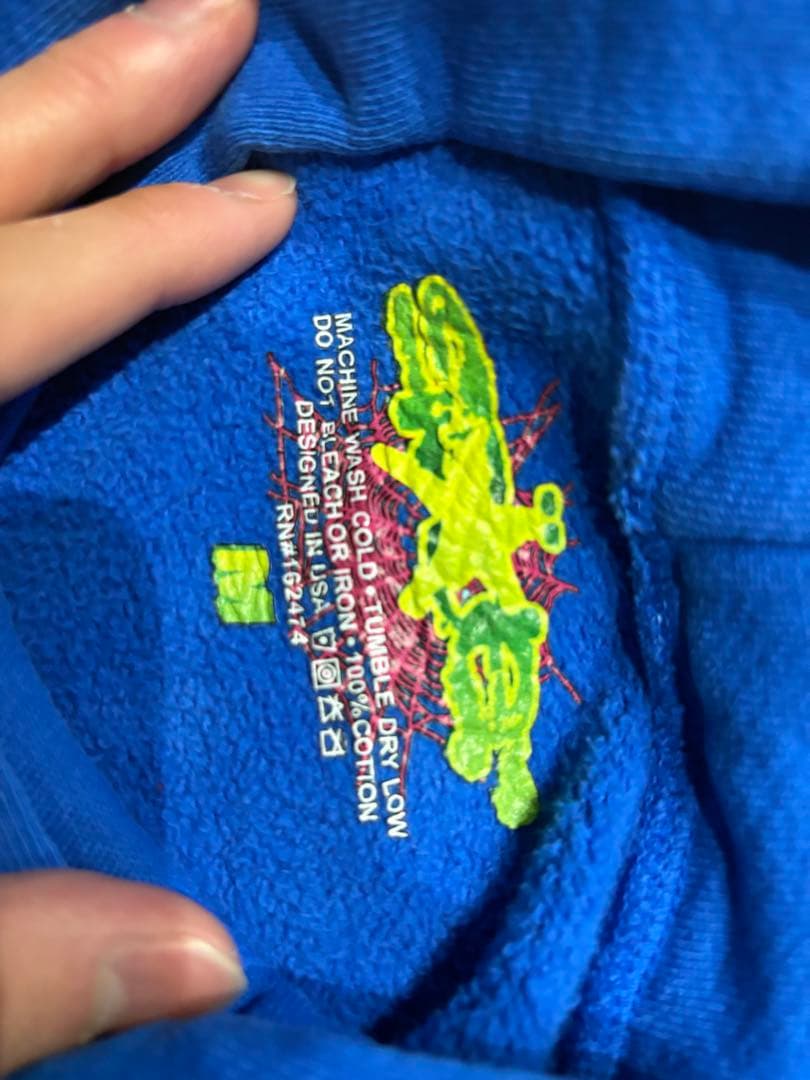 MACHINE WASH COLD • TUMBLE DRY LOW
DO NOT BLEACH OR IRON • 100% COTTON
DESIGNED IN USA
RN#162474
M